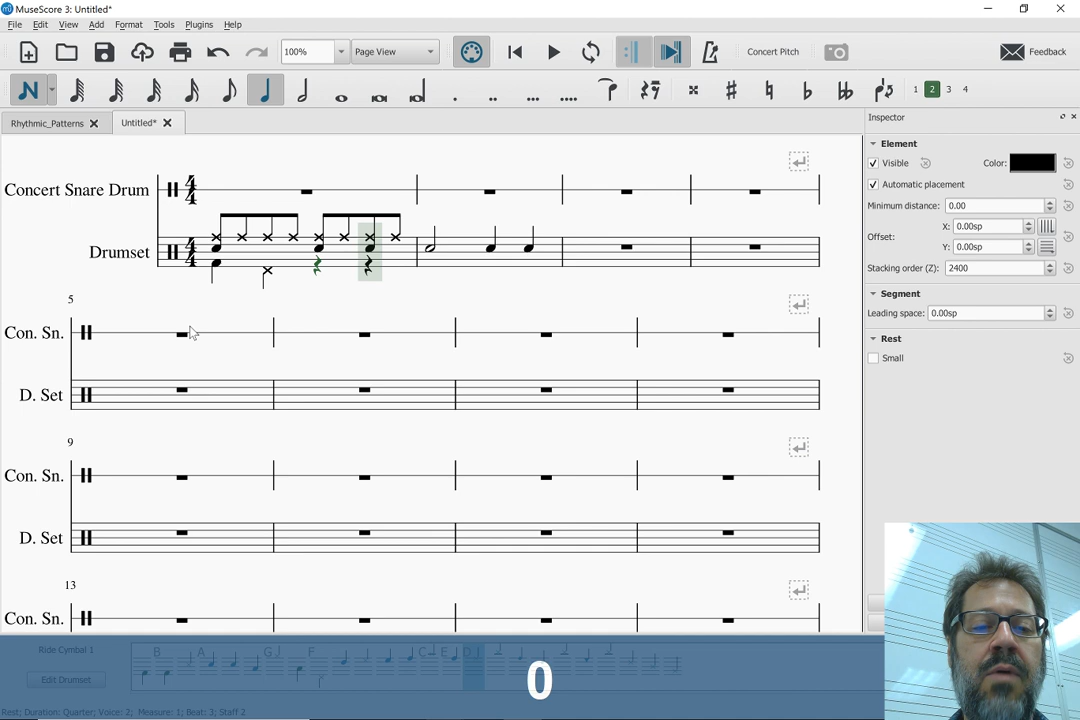 MuseScore 3: Untitled*
File Edit View Add Format Tools Plugins Help
100% Page View Concert Pitch Feedback
1 2 3 4
Rhythmic_Patterns Untitled* Inspector
Element
Visible Color:
Automatic placement
Minimum distance: 0.00
Offset: X: 0.00sp
Y: 0.00sp
Stacking order (Z): 2400
Segment
Leading space: 0.00sp
Rest
Small
Concert Snare Drum 4 4
Drumset 4 4
5
Con. Sn.
D. Set
9
Con. Sn.
D. Set
13
Con. Sn.
Ride Cymbal 1
Edit Drumset
B A G F C E D
0
Rest; Duration: Quarter; Voice: 2; Measure: 1; Beat: 3; Staff 2